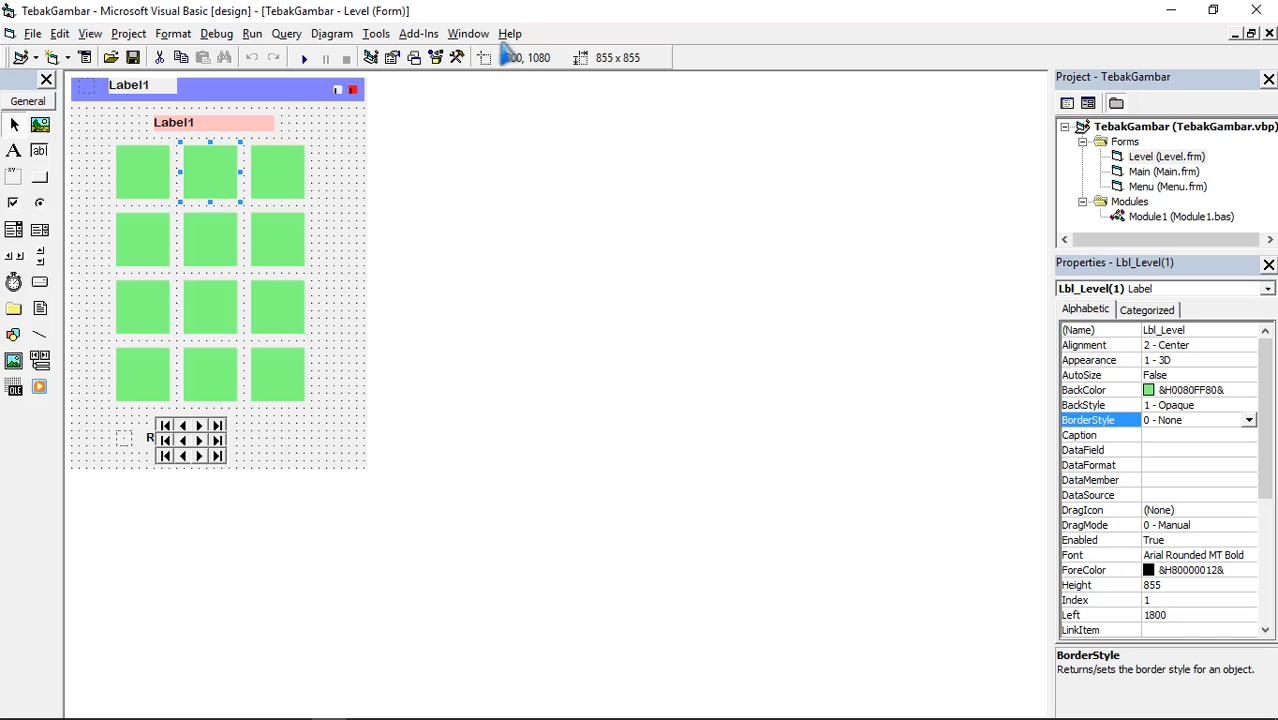 TebakGambar - Microsoft Visual Basic [design] - [TebakGambar - Level (Form)]
File Edit View Project Format Debug Run Query Diagram Tools Add-Ins Window Help
1080 855 x 855
General
Label1
Label1
R
Project - TebakGambar
TebakGambar (TebakGambar.vbp)
Forms
Level (Level.frm)
Main (Main.frm)
Menu (Menu.frm)
Modules
Module1 (Module1.bas)
Properties - Lbl_Level(1)
Lbl_Level(1) Label
Alphabetic Categorized
(Name) Lbl_Level
Alignment 2 - Center
Appearance 1 - 3D
AutoSize False
BackColor &H0080FF80&
BackStyle 1 - Opaque
BorderStyle 0 - None
Caption
DataField
DataFormat
DataMember
DataSource
DragIcon (None)
DragMode 0 - Manual
Enabled True
Font Arial Rounded MT Bold
ForeColor &H80000012&
Height 855
Index 1
Left 1800
LinkItem
BorderStyle
Returns/sets the border style for an object.